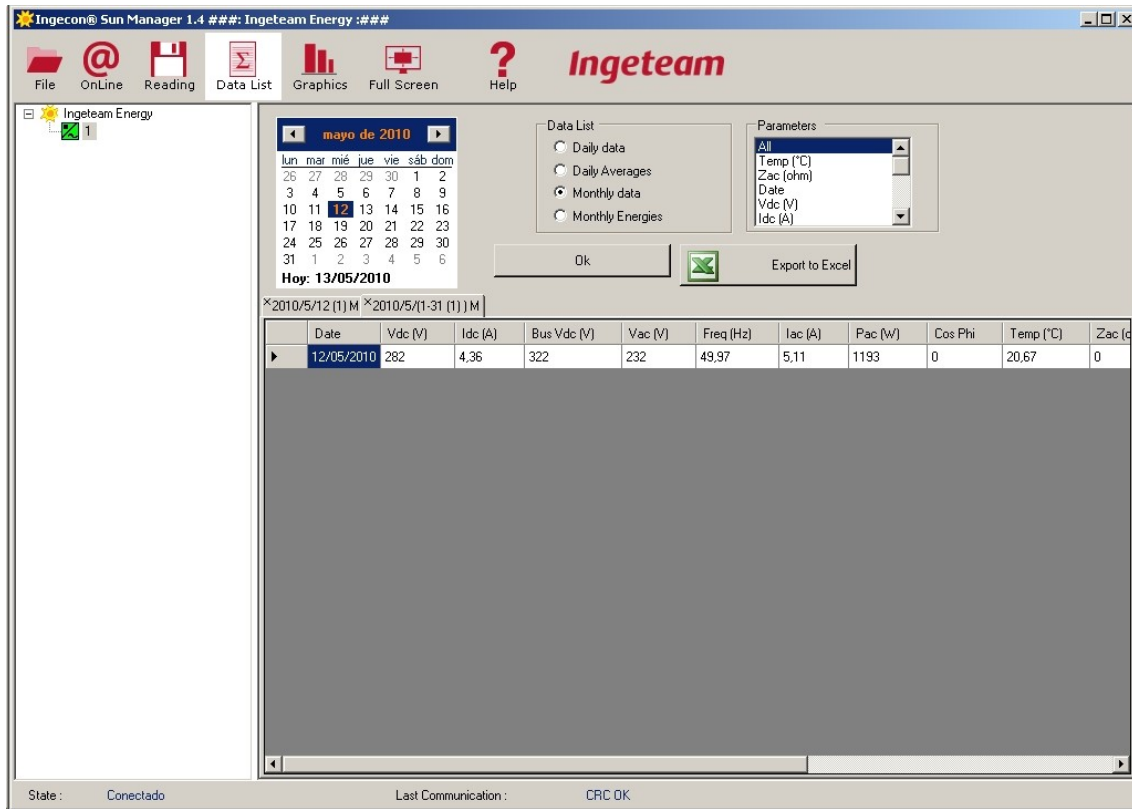 Ingecon® Sun Manager 1.4 ###: Ingeteam Energy :###
File OnLine Reading Data List Graphics Full Screen Help Ingeteam
Ingeteam Energy
1
mayo de 2010
lun mar mié jue vie sáb dom
26 27 28 29 30 1 2
3 4 5 6 7 8 9
10 11 12 13 14 15 16
17 18 19 20 21 22 23
24 25 26 27 28 29 30
31 1 2 3 4 5 6
Hoy: 13/05/2010
Data List
Daily data
Daily Averages
Monthly data
Monthly Energies
Parameters
All
Temp (°C)
Zac (ohm)
Date
Vdc (V)
Idc (A)
Ok
Export to Excel
×2010/5/12 (1) M ×2010/5/(1-31 (1) ) M
Date Vdc (V) Idc (A) Bus Vdc (V) Vac (V) Freq (Hz) Iac (A) Pac (W) Cos Phi Temp (°C) Zac (
12/05/2010 282 4,36 322 232 49,97 5,11 1193 0 20,67 0
State : Conectado Last Communication : CRC OK